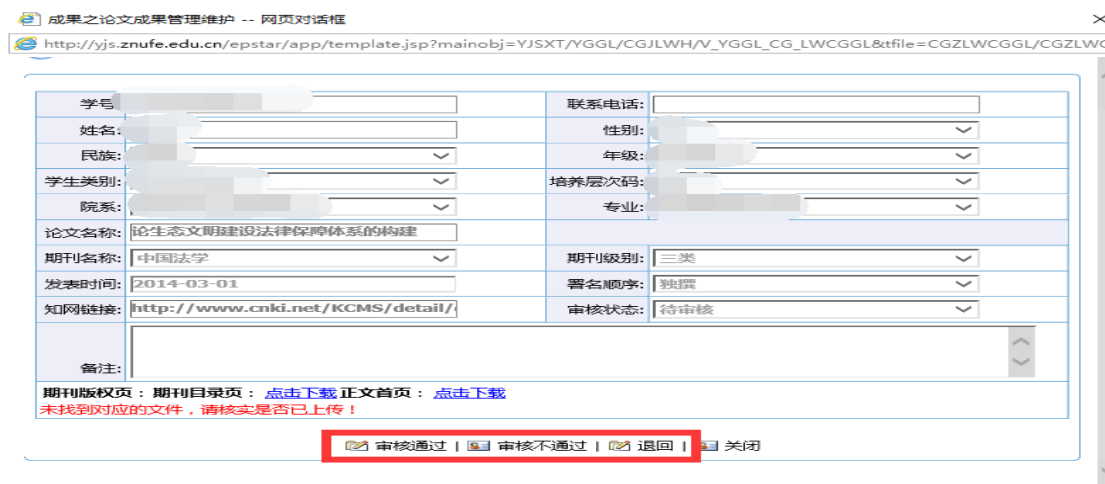 成果之论文成果管理维护 -- 网页对话框
http://yjs.znufe.edu.cn/epstar/app/template.jsp?mainobj=YJSXT/YGGL/CGJLWH/V_YGGL_CG_LWCGGL&tfile=CGZLWCGGL/CGZLWC
学号 联系电话:
姓名: 性别:
民族: 年级:
学生类别: 培养层次码:
院系: 专业:
论文名称: 论生态文明建设法律保障体系的构建
期刊名称: 中国法学 期刊级别: 三类
发表时间: 2014-03-01 署名顺序: 独撰
知网链接: http://www.cnki.net/KCMS/detail/ 审核状态: 待审核
备注:
期刊版权页：期刊目录页： 点击下载 正文首页： 点击下载
未找到对应的文件，请核实是否已上传！
审核通过 | 审核不通过 | 退回 | 关闭